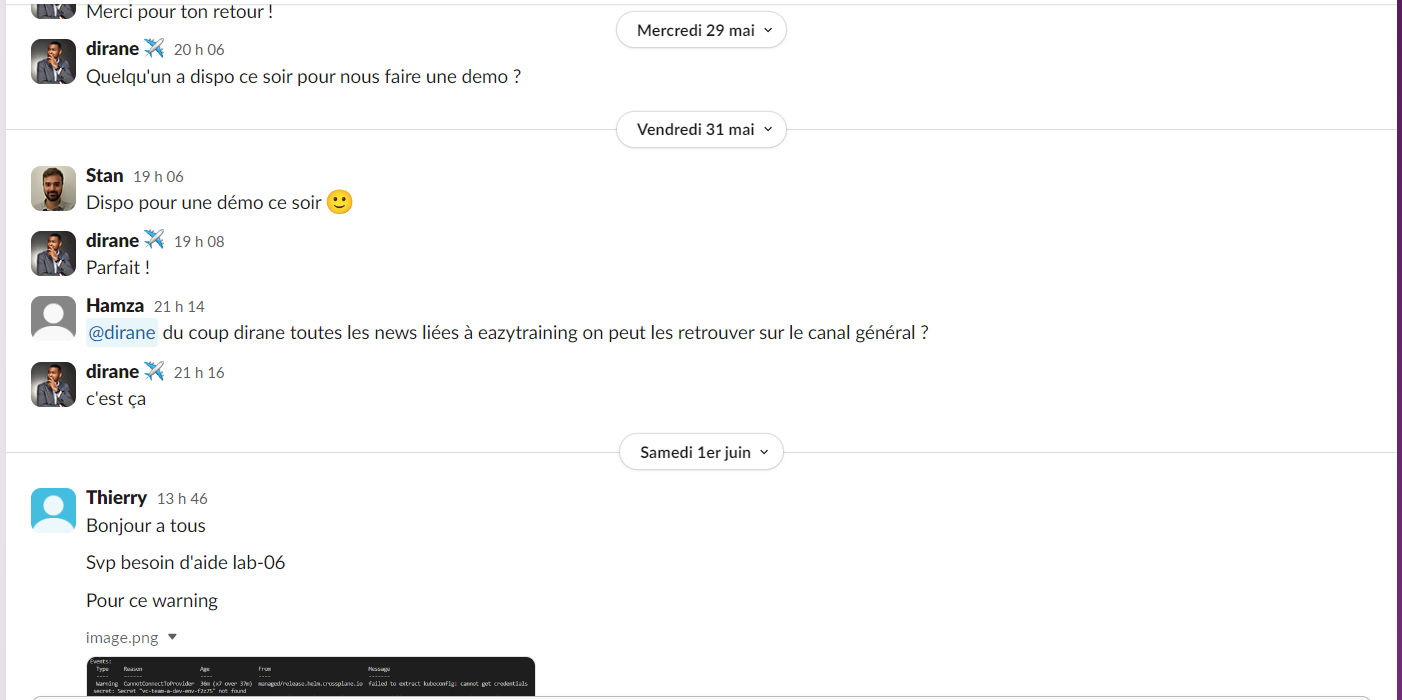 Merci pour ton retour !
Mercredi 29 mai
dirane 20 h 06
Quelqu'un a dispo ce soir pour nous faire une demo ?
Vendredi 31 mai
Stan 19 h 06
Dispo pour une démo ce soir
dirane 19 h 08
Parfait !
Hamza 21 h 14
@dirane du coup dirane toutes les news liées à eazytraining on peut les retrouver sur le canal général ?
dirane 21 h 16
c'est ça
Samedi 1er juin
Thierry 13 h 46
Bonjour a tous
Svp besoin d'aide lab-06
Pour ce warning
image.png
Events:
Type Reason Age From Message
---- ------ ---- ---- -------
Warning CannotConnectToProvider 36m (x7 over 37m) managed/release.helm.crossplane.io failed to extract kubeconfig: cannot get credentials
secret: Secret "vc-team-a-dev-env-f2c75" not found